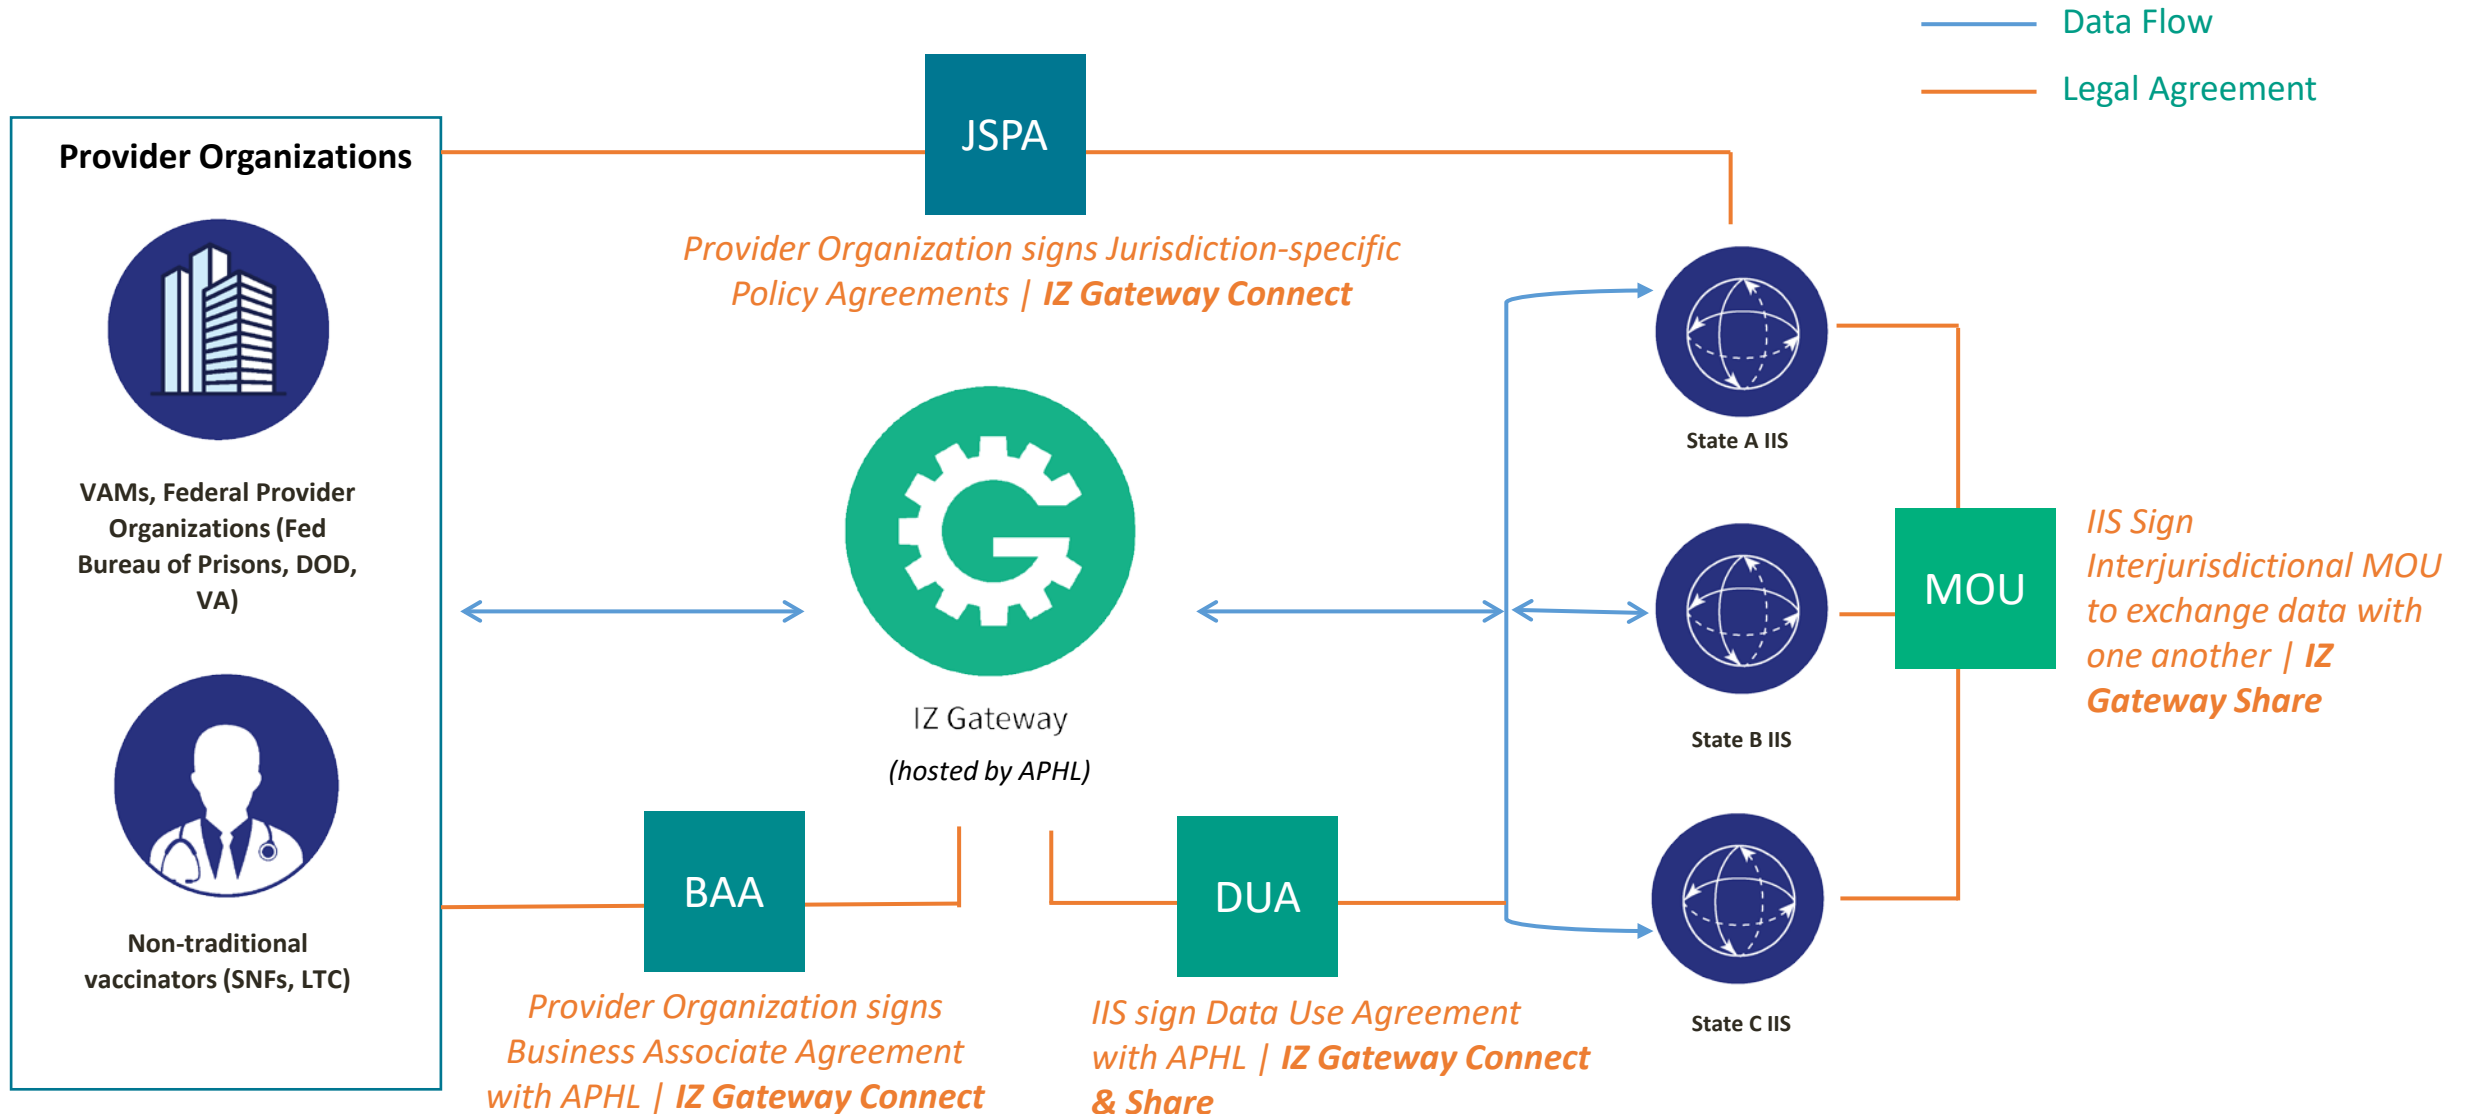 Data Flow
Legal Agreement
Provider Organizations
JSPA
Provider Organization signs Jurisdiction-specific
Policy Agreements | IZ Gateway Connect
VAMs, Federal Provider
Organizations (Fed
Bureau of Prisons, DOD,
VA)
Non-traditional
vaccinators (SNFs, LTC)
IZ Gateway
(hosted by APHL)
BAA
Provider Organization signs
Business Associate Agreement
with APHL | IZ Gateway Connect
DUA
IIS sign Data Use Agreement
with APHL | IZ Gateway Connect
& Share
State A IIS
State B IIS
State C IIS
MOU
IIS Sign
Interjurisdictional MOU
to exchange data with
one another | IZ
Gateway Share